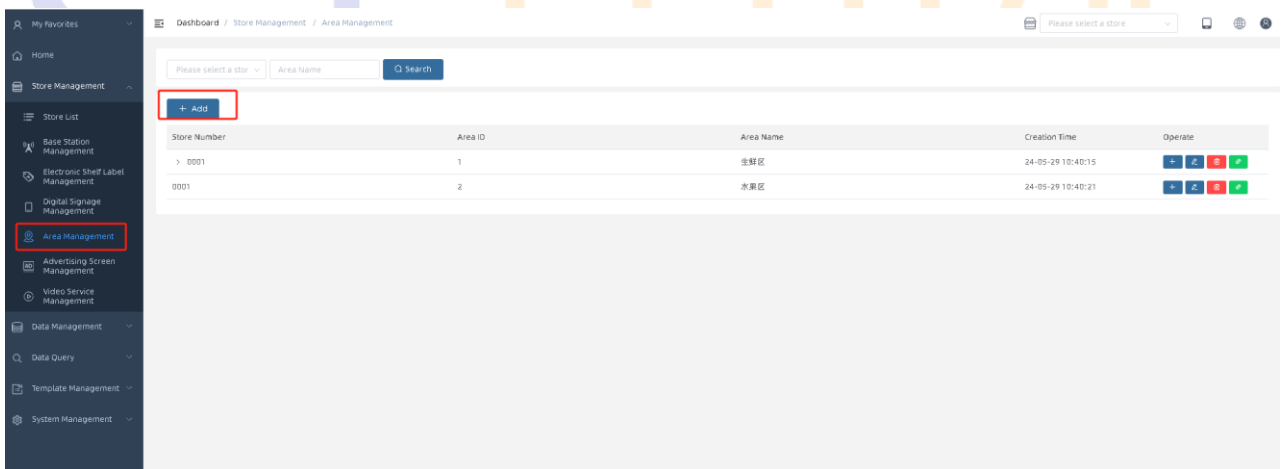 My Favorites
Dashboard / Store Management / Area Management
Please select a store
Home
Store Management
Please select a stor
Area Name
Search
+ Add
Store List
Base Station
Management
Electronic Shelf Label
Management
Digital Signage
Management
Area Management
Advertising Screen
Management
Video Service
Management
Data Management
Data Query
Template Management
System Management
Store Number Area ID Area Name Creation Time Operate
> 0001 1 生鲜区 24-05-29 10:40:15
0001 2 水果区 24-05-29 10:40:21